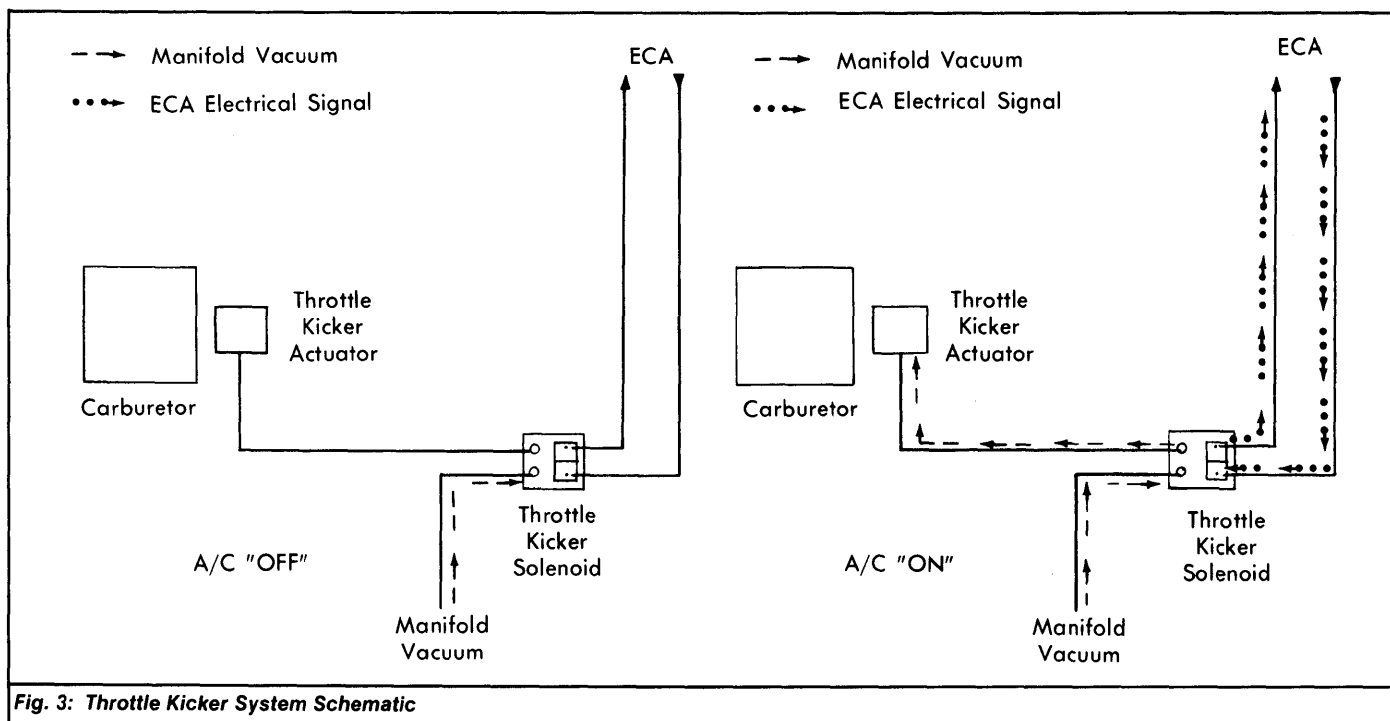 Manifold Vacuum
ECA Electrical Signal
ECA
Throttle
Kicker
Actuator
Carburetor
Throttle
Kicker
Solenoid
A/C "OFF"
Manifold
Vacuum
Manifold Vacuum
ECA Electrical Signal
ECA
Throttle
Kicker
Actuator
Carburetor
Throttle
Kicker
Solenoid
A/C "ON"
Manifold
Vacuum
Fig. 3: Throttle Kicker System Schematic